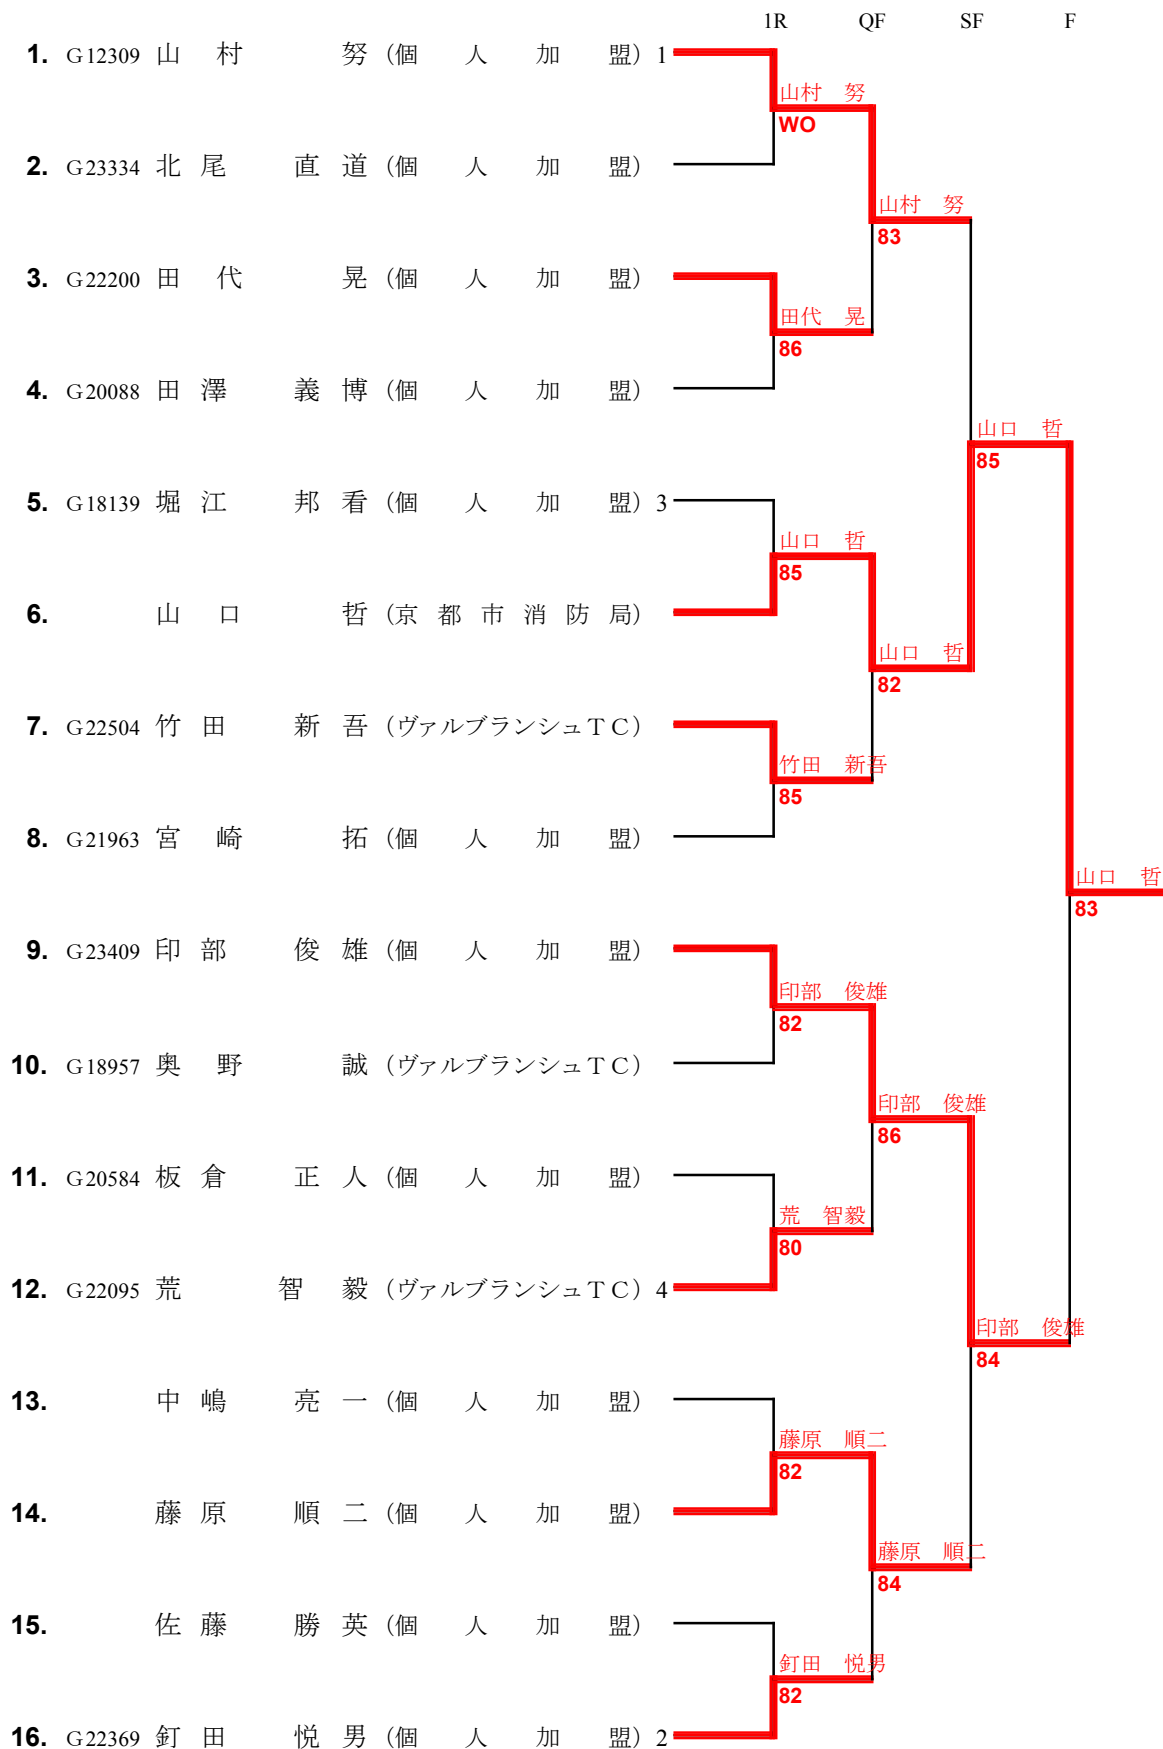 1R QF SF F
1. G12309 山村 努 (個人加盟) 1
山村 努
WO
2. G23334 北尾 直道 (個人加盟)
山村 努
83
3. G22200 田代 晃 (個人加盟)
田代 晃
86
4. G20088 田澤 義博 (個人加盟)
山口 哲
85
5. G18139 堀江 邦看 (個人加盟) 3
山口 哲
85
6. 山口 哲 (京都市消防局)
山口 哲
82
7. G22504 竹田 新吾 (ヴァルブランシュTC)
竹田 新吾
85
8. G21963 宮崎 拓 (個人加盟)
山口 哲
83
9. G23409 印部 俊雄 (個人加盟)
印部 俊雄
82
10. G18957 奥野 誠 (ヴァルブランシュTC)
印部 俊雄
86
11. G20584 板倉 正人 (個人加盟)
荒 智毅
80
12. G22095 荒 智毅 (ヴァルブランシュTC) 4
印部 俊雄
84
13. 中嶋 亮一 (個人加盟)
藤原 順二
82
14. 藤原 順二 (個人加盟)
藤原 順二
84
15. 佐藤 勝英 (個人加盟)
釘田 悦男
82
16. G22369 釘田 悦男 (個人加盟) 2